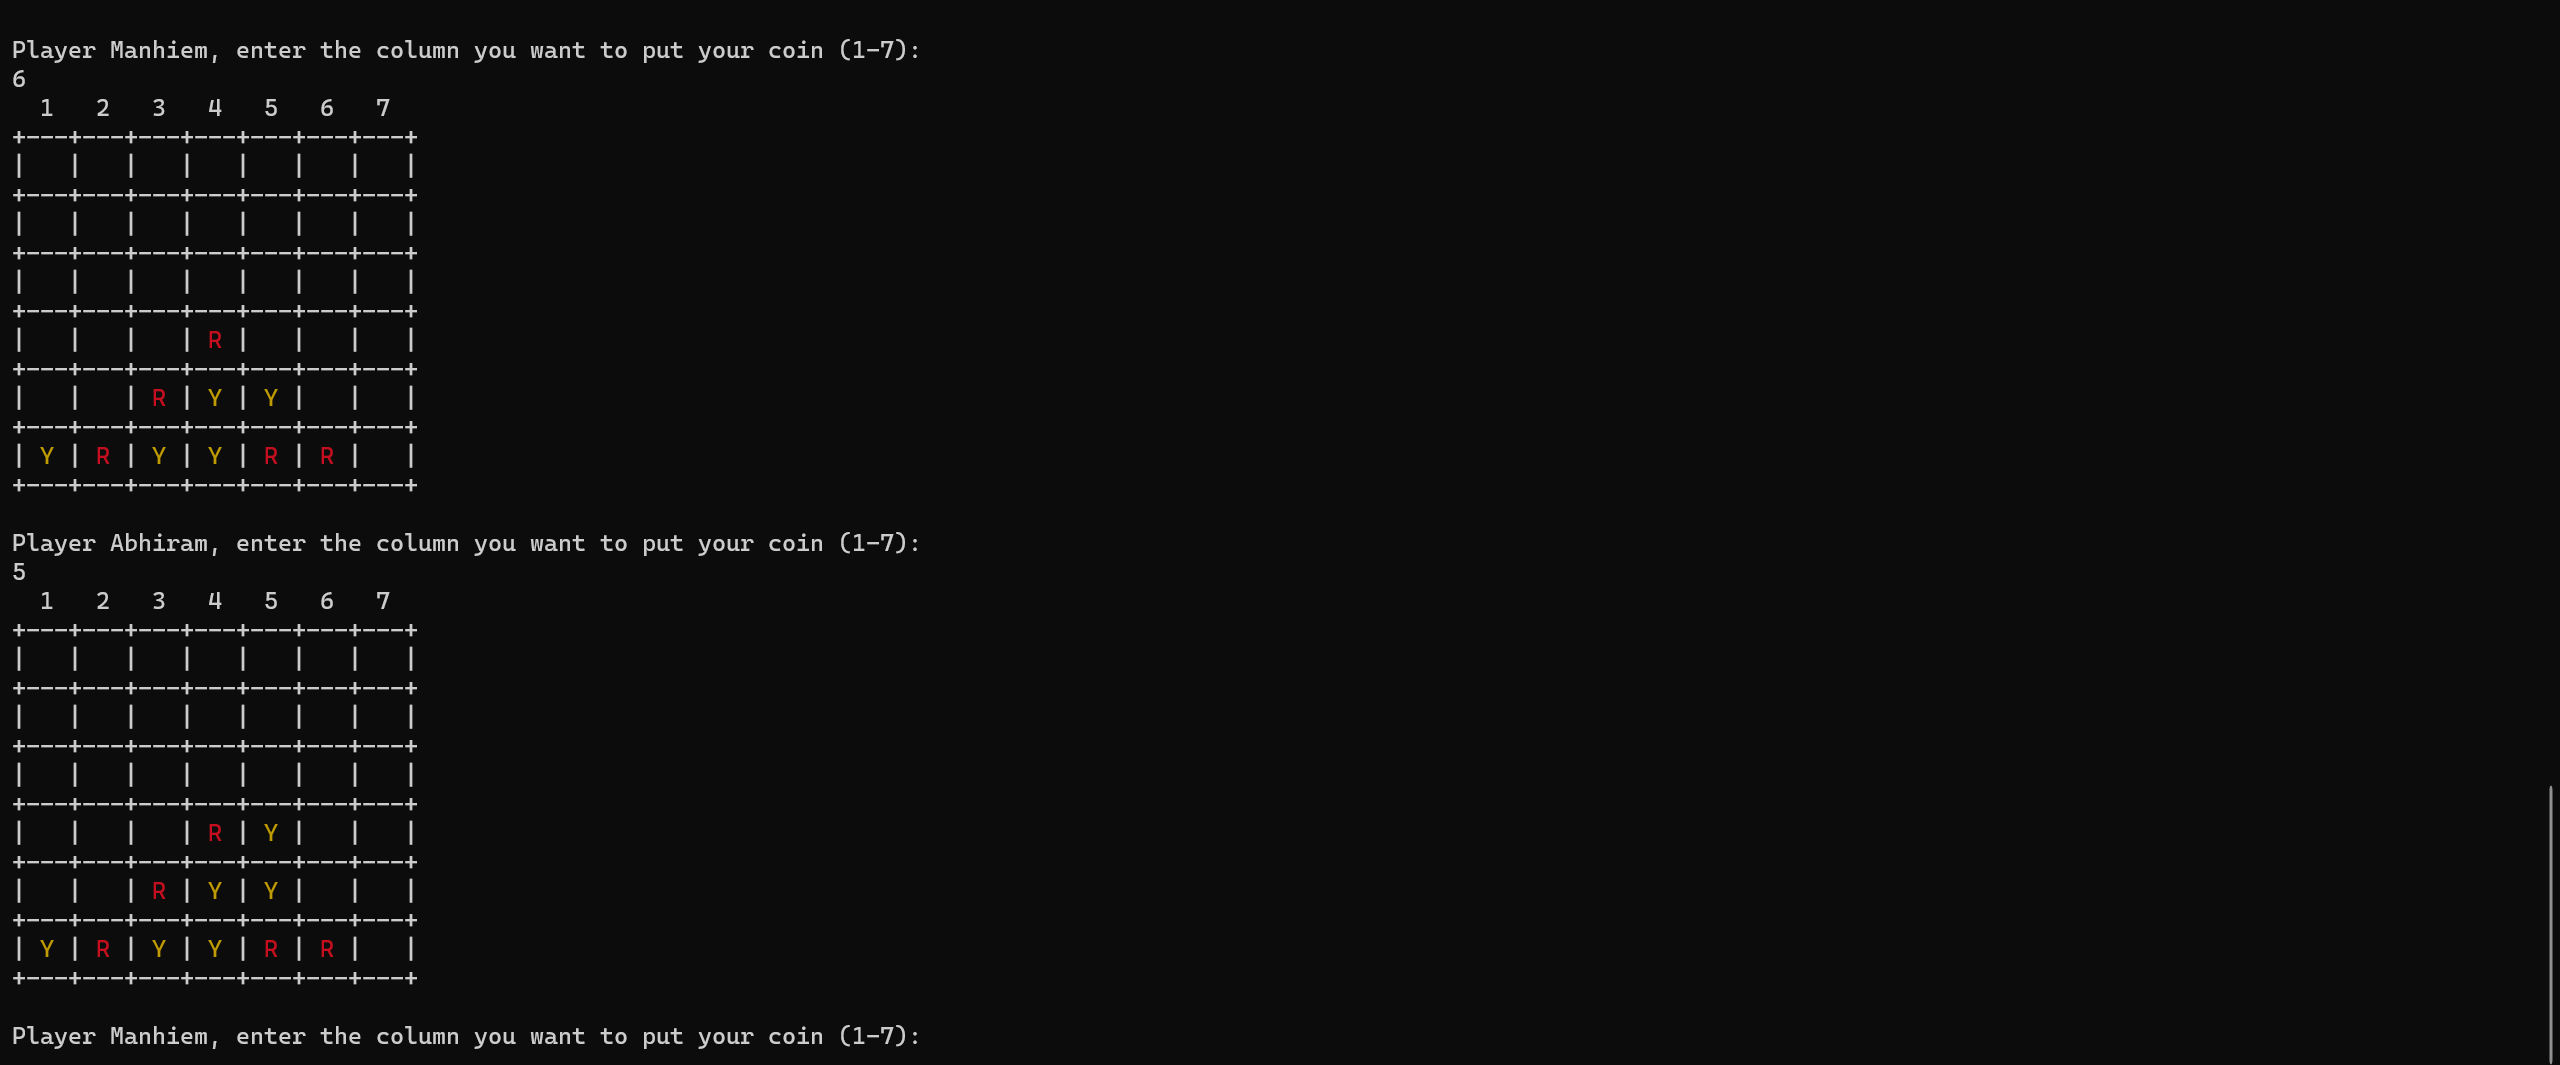 Player Manhiem, enter the column you want to put your coin (1-7):
6
  1   2   3   4   5   6   7
+---+---+---+---+---+---+---+
|   |   |   |   |   |   |   |
+---+---+---+---+---+---+---+
|   |   |   |   |   |   |   |
+---+---+---+---+---+---+---+
|   |   |   |   |   |   |   |
+---+---+---+---+---+---+---+
|   |   |   | R |   |   |   |
+---+---+---+---+---+---+---+
|   |   | R | Y | Y |   |   |
+---+---+---+---+---+---+---+
| Y | R | Y | Y | R | R |   |
+---+---+---+---+---+---+---+
Player Abhiram, enter the column you want to put your coin (1-7):
5
  1   2   3   4   5   6   7
+---+---+---+---+---+---+---+
|   |   |   |   |   |   |   |
+---+---+---+---+---+---+---+
|   |   |   |   |   |   |   |
+---+---+---+---+---+---+---+
|   |   |   |   |   |   |   |
+---+---+---+---+---+---+---+
|   |   |   | R | Y |   |   |
+---+---+---+---+---+---+---+
|   |   | R | Y | Y |   |   |
+---+---+---+---+---+---+---+
| Y | R | Y | Y | R | R |   |
+---+---+---+---+---+---+---+
Player Manhiem, enter the column you want to put your coin (1-7):